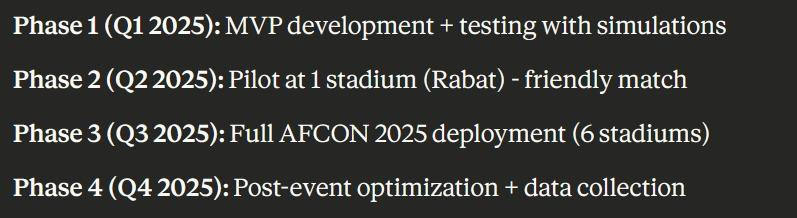 Phase 1 (Q1 2025): MVP development + testing with simulations
Phase 2 (Q2 2025): Pilot at 1 stadium (Rabat) - friendly match
Phase 3 (Q3 2025): Full AFCON 2025 deployment (6 stadiums)
Phase 4 (Q4 2025): Post-event optimization + data collection